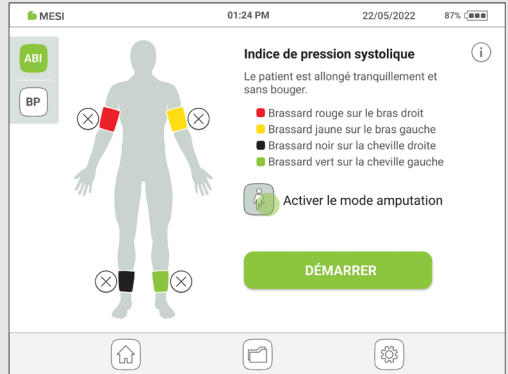 MESI 01:24 PM 22/05/2022 87%
ABI
BP
Indice de pression systolique
i
Le patient est allongé tranquillement et
sans bouger.
Brassard rouge sur le bras droit
Brassard jaune sur le bras gauche
Brassard noir sur la cheville droite
Brassard vert sur la cheville gauche
Activer le mode amputation
DÉMARRER